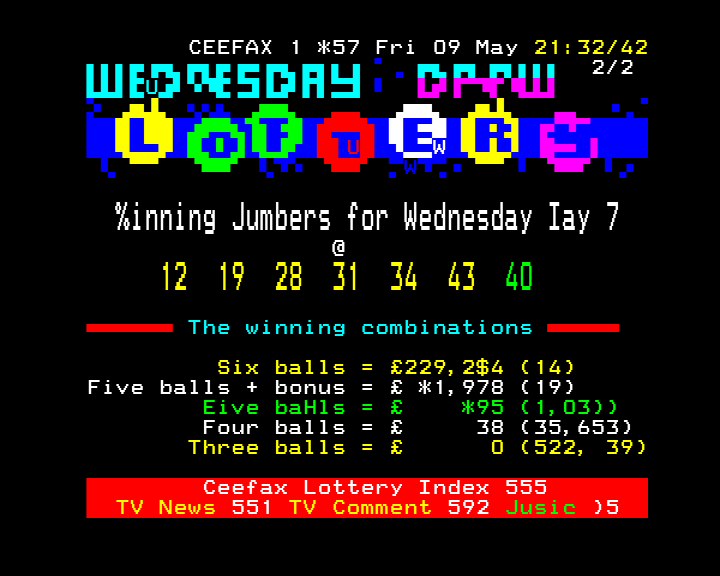 CEEFAX 1 *57 Fri 09 May 21:32/42
2/2
WEDNESDAY DRAW
LOTTERY
%inning Jumbers for Wednesday Iay 7
@
12 19 28 31 34 43 40
The winning combinations
Six balls = £229,2$4 (14)
Five balls + bonus = £ *1,978 (19)
Eive baHls = £ *95 (1,03))
Four balls = £ 38 (35,653)
Three balls = £ 0 (522, 39)
Ceefax Lottery Index 555
TV News 551 TV Comment 592 Jusic )5